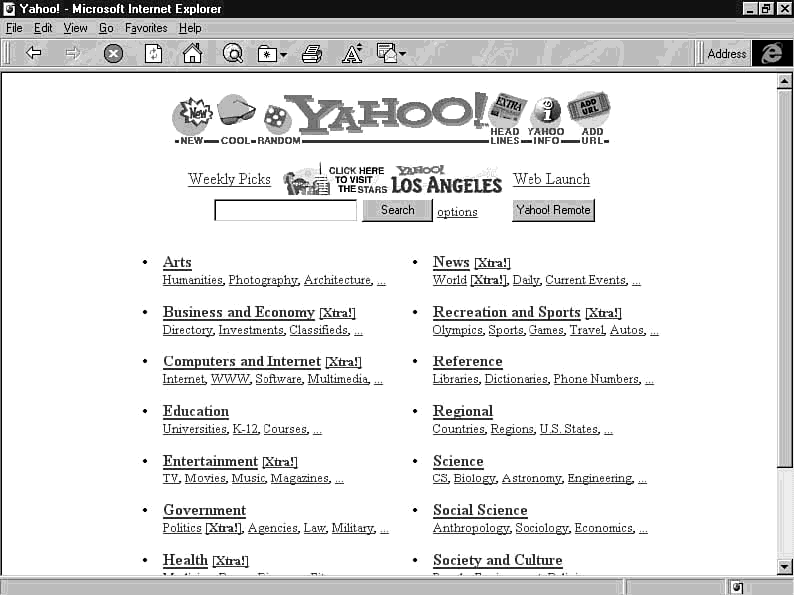 Yahoo! - Microsoft Internet Explorer
File Edit View Go Favorites Help
Address
New EXTRA i ADD URL
YAHOO!
NEW COOL RANDOM HEAD LINES YAHOO INFO ADD URL
Weekly Picks CLICK HERE TO VISIT THE STARS YAHOO! LOS ANGELES Web Launch
Search options Yahoo! Remote
• Arts
Humanities, Photography, Architecture, ...
• Business and Economy [Xtra!]
Directory, Investments, Classifieds, ...
• Computers and Internet [Xtra!]
Internet, WWW, Software, Multimedia, ...
• Education
Universities, K-12, Courses, ...
• Entertainment [Xtra!]
TV, Movies, Music, Magazines, ...
• Government
Politics [Xtra!], Agencies, Law, Military, ...
• Health [Xtra!]
• News [Xtra!]
World [Xtra!], Daily, Current Events, ...
• Recreation and Sports [Xtra!]
Olympics, Sports, Games, Travel, Autos, ...
• Reference
Libraries, Dictionaries, Phone Numbers, ...
• Regional
Countries, Regions, U.S. States, ...
• Science
CS, Biology, Astronomy, Engineering, ...
• Social Science
Anthropology, Sociology, Economics, ...
• Society and Culture